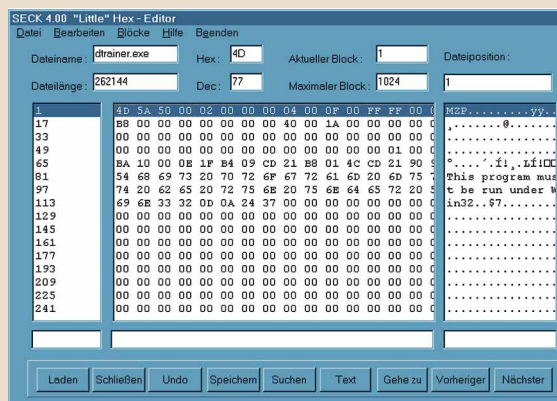 SECK 4.00 "Little" Hex - Editor
Datei Bearbeiten Blöcke Hilfe Beenden
Dateiname : dtrainer.exe Hex : 4D Aktueller Block : 1 Dateiposition :
Dateilänge : 262144 Dec : 77 Maximaler Block : 1024 1
1 4D 5A 50 00 02 00 00 00 04 00 0F 00 FF FF 00 MZP.........ÿÿ..
17 B8 00 00 00 00 00 00 00 40 00 1A 00 00 00 00 ¸.......@.......
33 00 00 00 00 00 00 00 00 00 00 00 00 00 00 00 ................
49 00 00 00 00 00 00 00 00 00 00 00 00 00 01 00 ................
65 BA 10 00 0E 1F B4 09 CD 21 B8 01 4C CD 21 90 º....´.Í!¸.LÍ!
81 54 68 69 73 20 70 72 6F 67 72 61 6D 20 6D 75 This program mus
97 74 20 62 65 20 72 75 6E 20 75 6E 64 65 72 20 t be run under W
113 69 6E 33 32 0D 0A 24 37 00 00 00 00 00 00 00 in32..$7........
129 00 00 00 00 00 00 00 00 00 00 00 00 00 00 00 ................
145 00 00 00 00 00 00 00 00 00 00 00 00 00 00 00 ................
161 00 00 00 00 00 00 00 00 00 00 00 00 00 00 00 ................
177 00 00 00 00 00 00 00 00 00 00 00 00 00 00 00 ................
193 00 00 00 00 00 00 00 00 00 00 00 00 00 00 00 ................
209 00 00 00 00 00 00 00 00 00 00 00 00 00 00 00 ................
225 00 00 00 00 00 00 00 00 00 00 00 00 00 00 00 ................
241 00 00 00 00 00 00 00 00 00 00 00 00 00 00 00 ................
Laden Schließen Undo Speichern Suchen Text Gehe zu Vorheriger Nächster